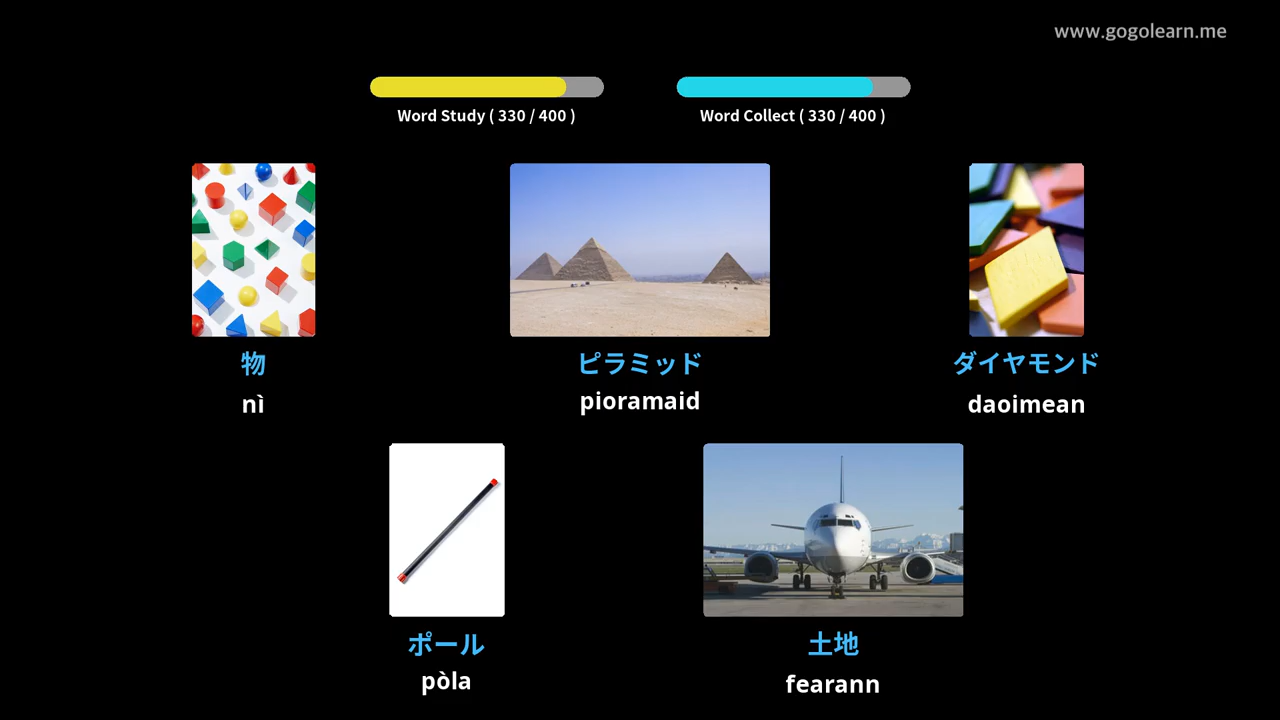 www.gogolearn.me
Word Study ( 330 / 400 )
Word Collect ( 330 / 400 )
物
nì
ピラミッド
pioramaid
ダイヤモンド
daoimean
ポール
pòla
土地
fearann